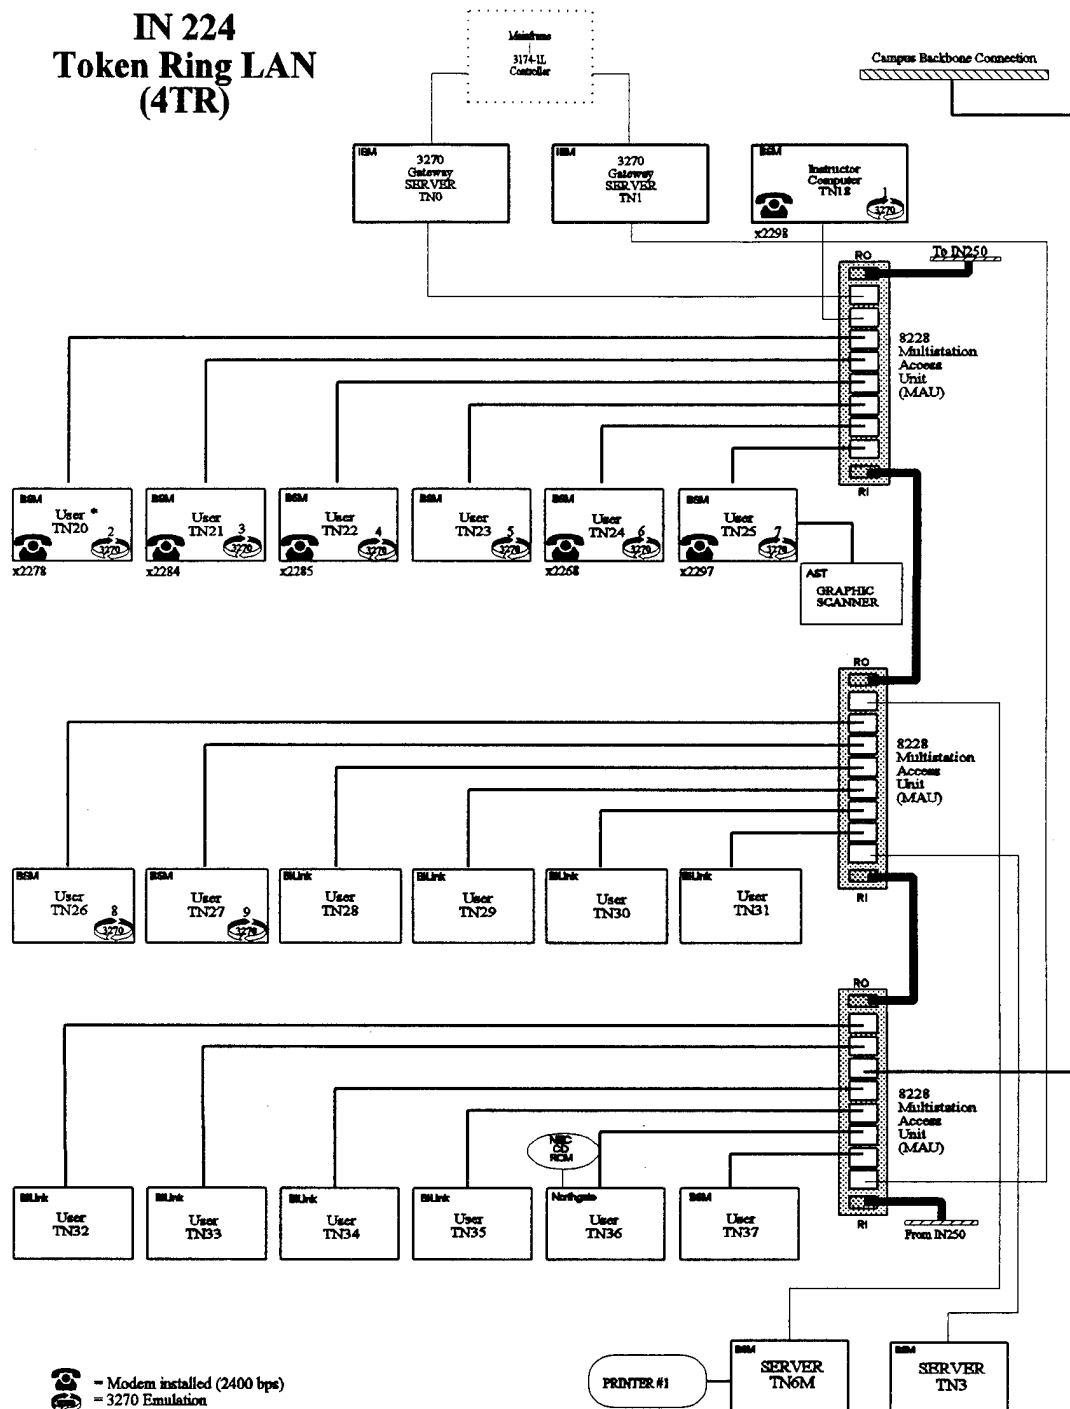 IN 224
Token Ring LAN
(4TR)
Mainframe
3174-1L
Controller
Campus Backbone Connection
IBM
3270
Gateway
SERVER
TN0
IBM
3270
Gateway
SERVER
TN1
BSM
Instructor
Computer
TN18
1
3270
x2298
RO
To IN250
8228
Multistation
Access
Unit
(MAU)
RI
BSM
User *
TN20
2
3270
x2278
BSM
User
TN21
3
3270
x2284
BSM
User
TN22
4
3270
x2285
BSM
User
TN23
5
3270
BSM
User
TN24
6
3270
x2268
BSM
User
TN25
7
3270
x2297
AST
GRAPHIC
SCANNER
RO
8228
Multistation
Access
Unit
(MAU)
RI
BSM
User
TN26
8
3270
BSM
User
TN27
9
3270
BiLink
User
TN28
BiLink
User
TN29
BiLink
User
TN30
BiLink
User
TN31
RO
8228
Multistation
Access
Unit
(MAU)
RI
From IN250
NEC
CD
ROM
BiLink
User
TN32
BiLink
User
TN33
BiLink
User
TN34
BiLink
User
TN35
Northgate
User
TN36
BSM
User
TN37
= Modem installed (2400 bps)
3270
= 3270 Emulation
PRINTER #1
BSM
SERVER
TN6M
BSM
SERVER
TN3